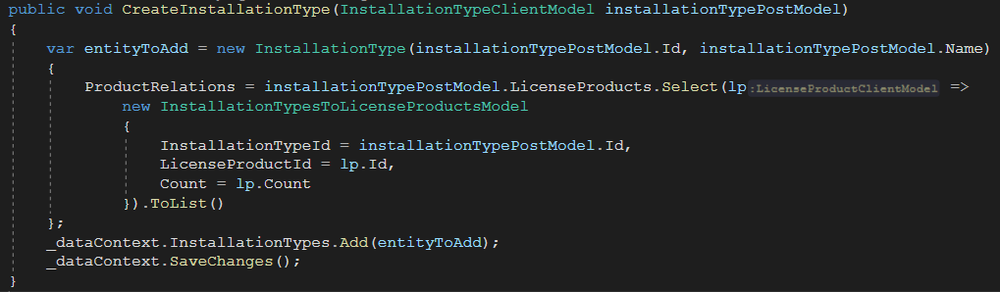 public void CreateInstallationType(InstallationTypeClientModel installationTypePostModel)
{
var entityToAdd = new InstallationType(installationTypePostModel.Id, installationTypePostModel.Name)
{
ProductRelations = installationTypePostModel.LicenseProducts.Select(lp:LicenseProductClientModel =>
new InstallationTypesToLicenseProductsModel
{
InstallationTypeId = installationTypePostModel.Id,
LicenseProductId = lp.Id,
Count = lp.Count
}).ToList()
};
_dataContext.InstallationTypes.Add(entityToAdd);
_dataContext.SaveChanges();
}